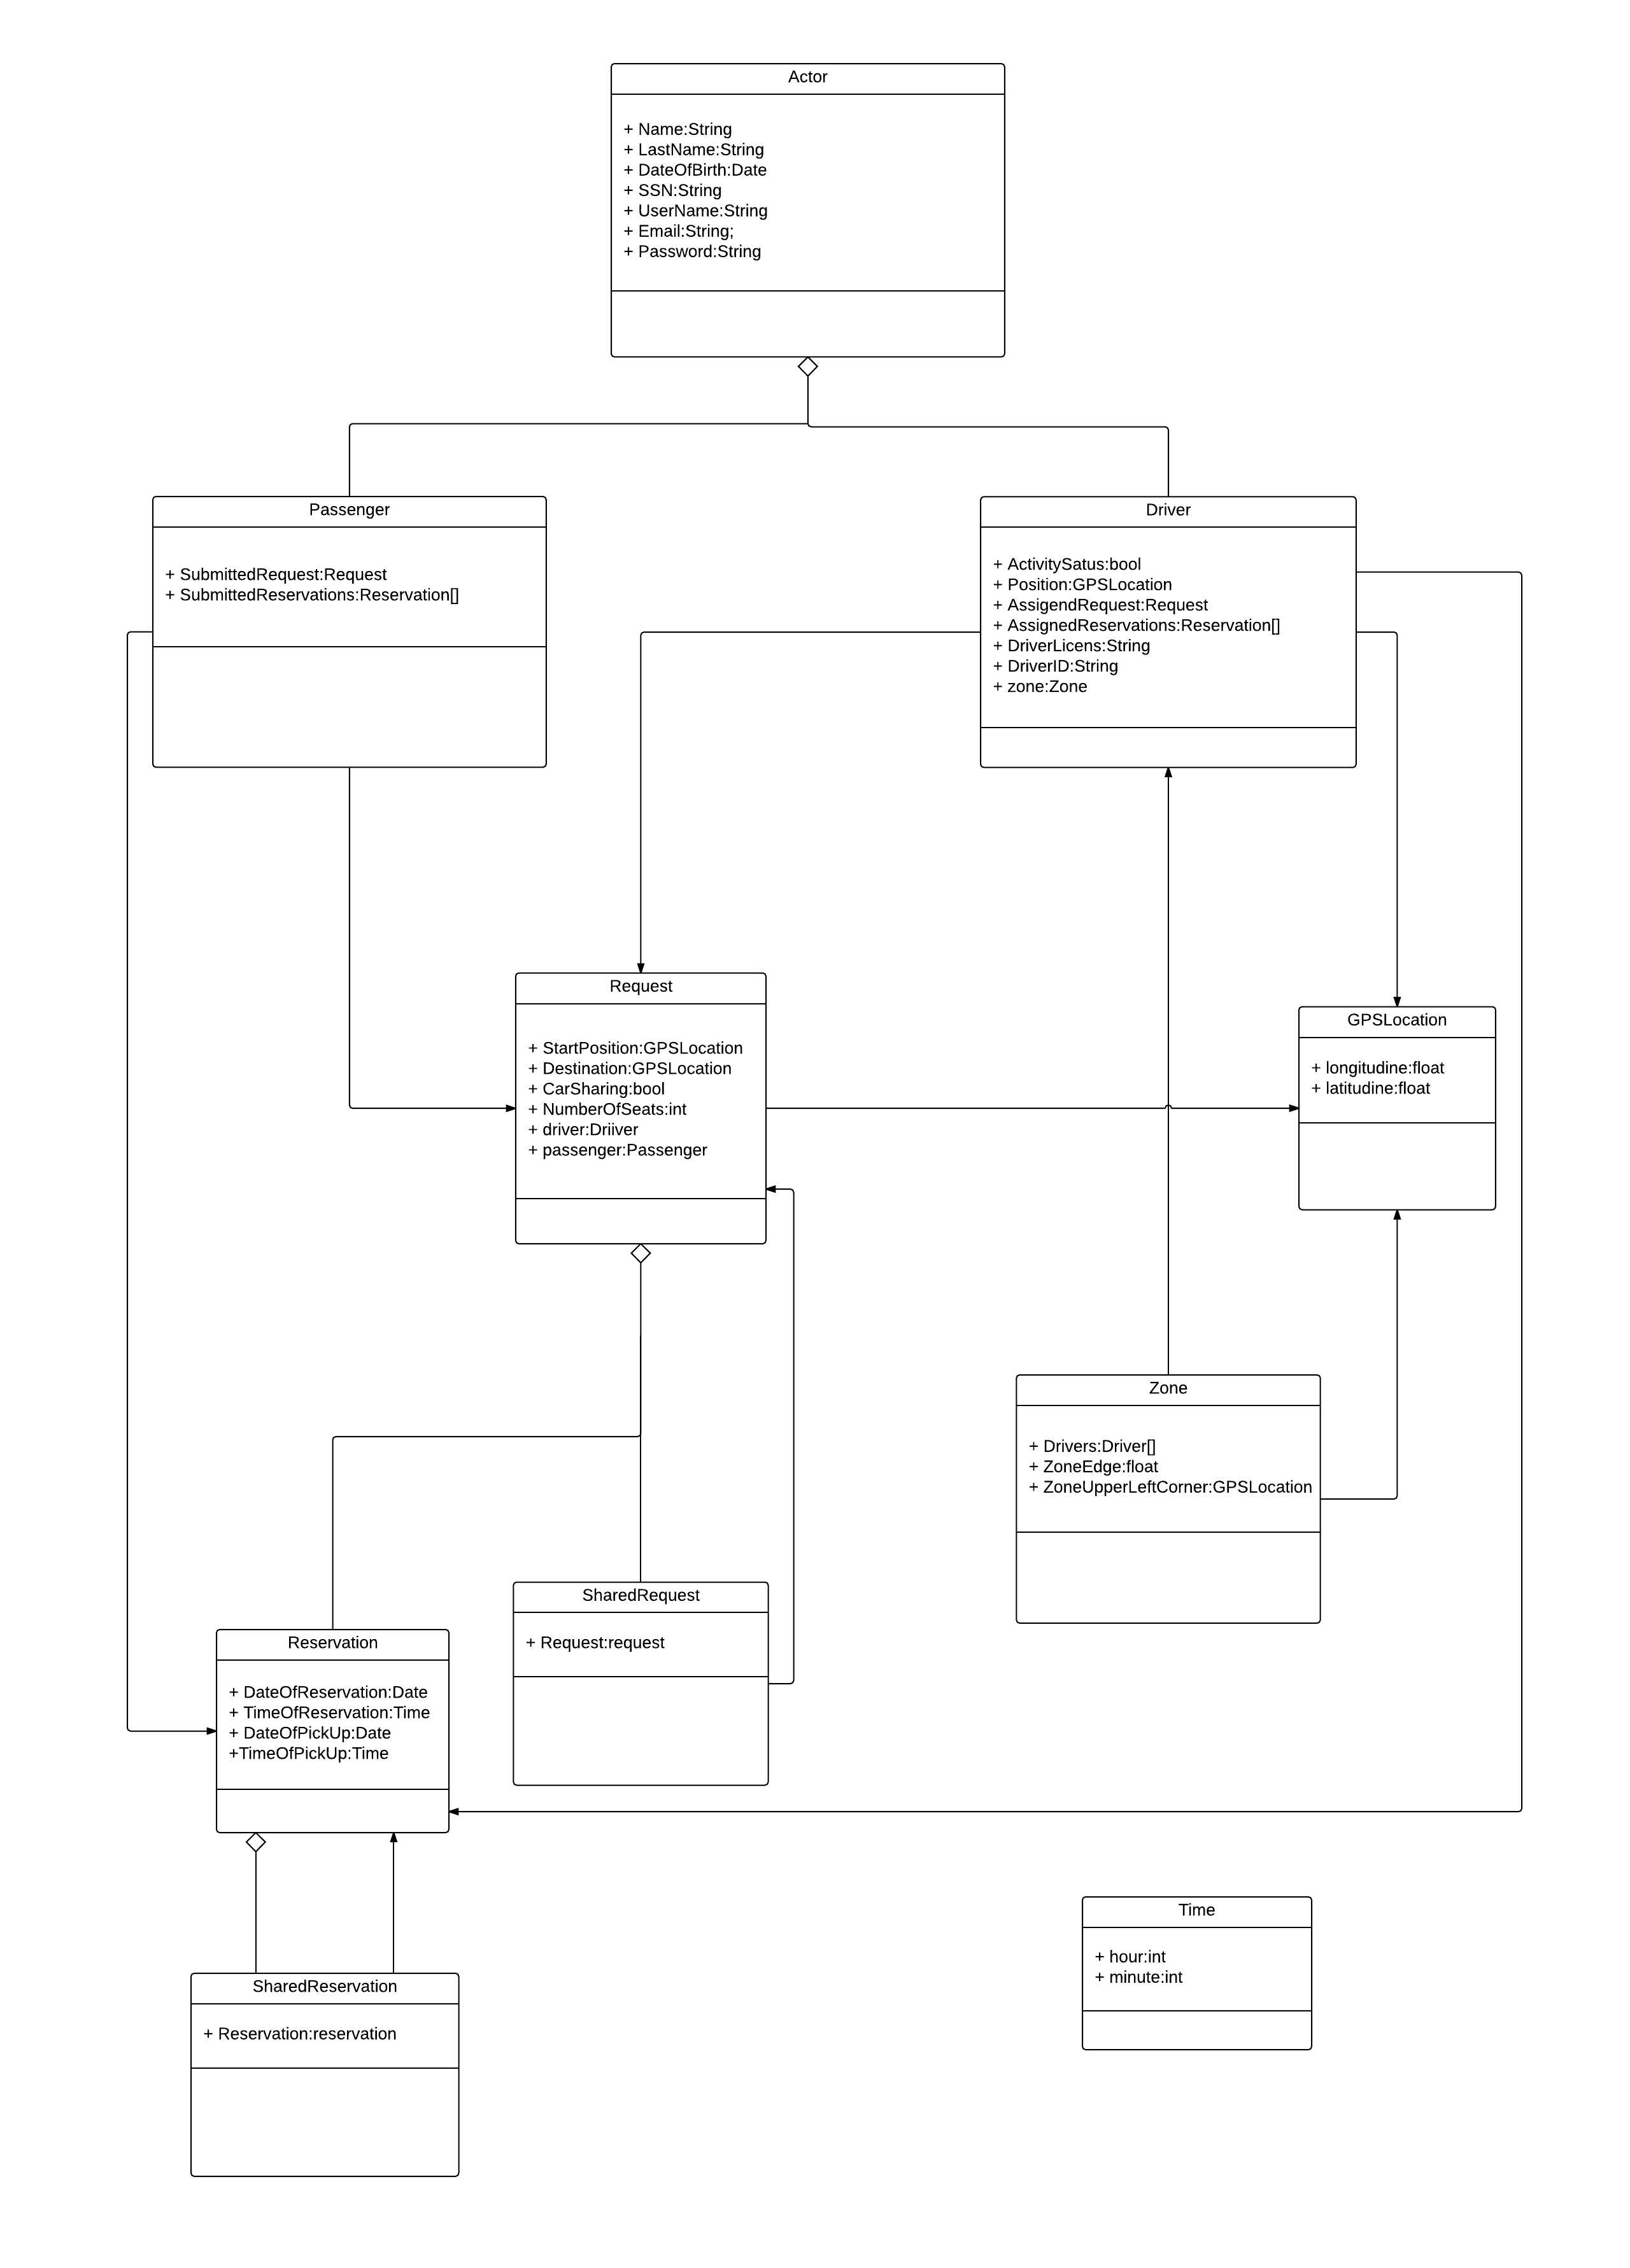 Actor
+ Name:String
+ LastName:String
+ DateOfBirth:Date
+ SSN:String
+ UserName:String
+ Email:String;
+ Password:String
Passenger
+ SubmittedRequest:Request
+ SubmittedReservations:Reservation[]
Driver
+ ActivitySatus:bool
+ Position:GPSLocation
+ AssigendRequest:Request
+ AssignedReservations:Reservation[]
+ DriverLicens:String
+ DriverID:String
+ zone:Zone
Request
+ StartPosition:GPSLocation
+ Destination:GPSLocation
+ CarSharing:bool
+ NumberOfSeats:int
+ driver:Driiver
+ passenger:Passenger
GPSLocation
+ longitudine:float
+ latitudine:float
Zone
+ Drivers:Driver[]
+ ZoneEdge:float
+ ZoneUpperLeftCorner:GPSLocation
SharedRequest
+ Request:request
Reservation
+ DateOfReservation:Date
+ TimeOfReservation:Time
+ DateOfPickUp:Date
+TimeOfPickUp:Time
Time
+ hour:int
+ minute:int
SharedReservation
+ Reservation:reservation